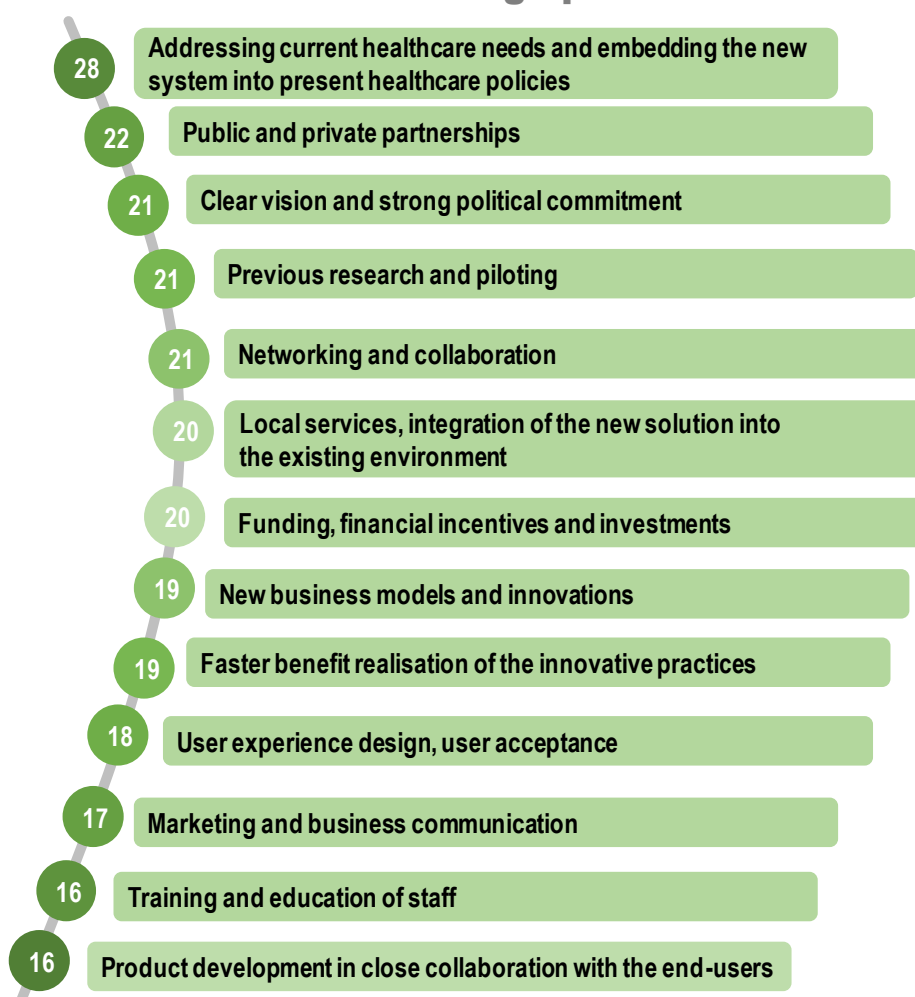 28
Addressing current healthcare needs and embedding the new
system into present healthcare policies
22
Public and private partnerships
21
Clear vision and strong political commitment
21
Previous research and piloting
21
Networking and collaboration
20
Local services, integration of the new solution into
the existing environment
20
Funding, financial incentives and investments
19
New business models and innovations
19
Faster benefit realisation of the innovative practices
18
User experience design, user acceptance
17
Marketing and business communication
16
Training and education of staff
16
Product development in close collaboration with the end-users